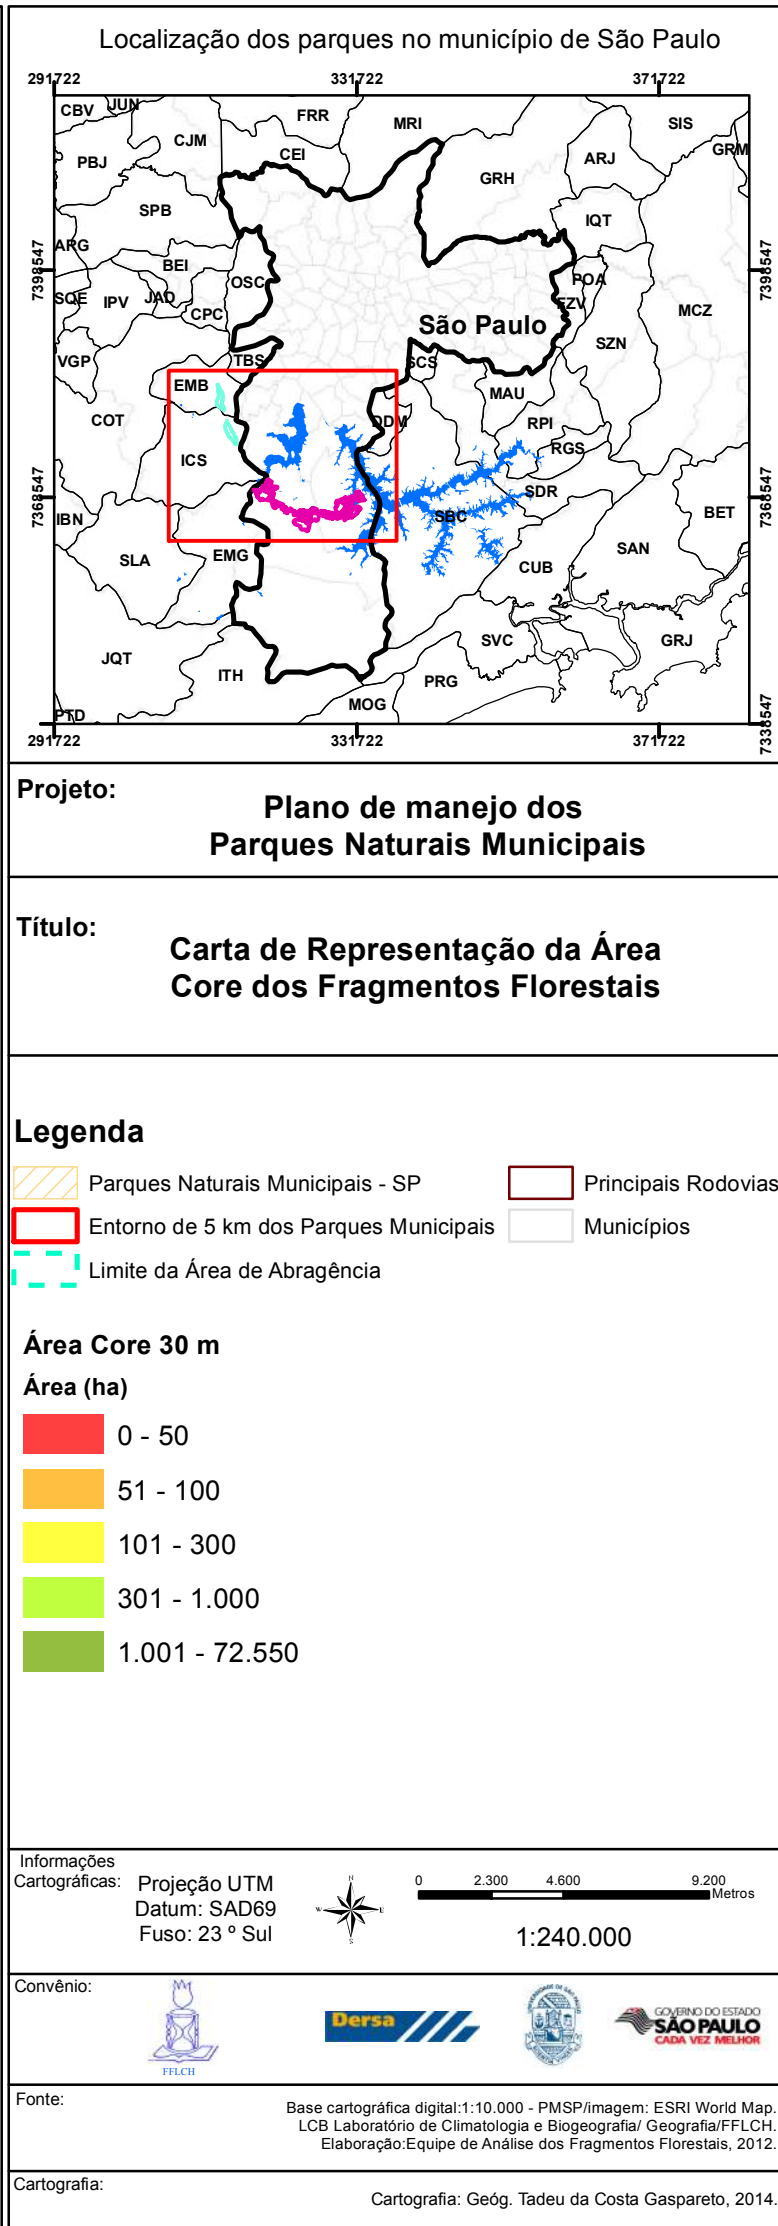 Localização dos parques no município de São Paulo
291722 331722 371722
CBV JUN CJM FRR MRI SIS
PBJ CEI GRH ARJ GRM
SPB IQT
ARG BEI OSC 7398547 7398547
SQE IPV JAD CPC POA MCZ
São Paulo FZV
VGP TBS SCS SZN
EMB MAU
COT DDM RPI
ICS RGS
7368547 SDR 7368547
IBN SBC BET
SLA EMG CUB SAN
JQT ITH SVC GRJ
PRG
PTD MOG
291722 331722 371722 7338547
Projeto:
Plano de manejo dos
Parques Naturais Municipais
Título:
Carta de Representação da Área
Core dos Fragmentos Florestais
Legenda
Parques Naturais Municipais - SP Principais Rodovias
Entorno de 5 km dos Parques Municipais Municípios
Limite da Área de Abragência
Área Core 30 m
Área (ha)
0 - 50
51 - 100
101 - 300
301 - 1.000
1.001 - 72.550
Informações
Cartográficas:
Projeção UTM
Datum: SAD69
Fuso: 23 º Sul
N
W E
S
0 2.300 4.600 9.200
Metros
1:240.000
Convênio:
FFLCH
Dersa
GOVERNO DO ESTADO
SÃO PAULO
CADA VEZ MELHOR
Fonte:
Base cartográfica digital:1:10.000 - PMSP/imagem: ESRI World Map.
LCB Laboratório de Climatologia e Biogeografia/ Geografia/FFLCH.
Elaboração:Equipe de Análise dos Fragmentos Florestais, 2012.
Cartografia:
Cartografia: Geóg. Tadeu da Costa Gaspareto, 2014.